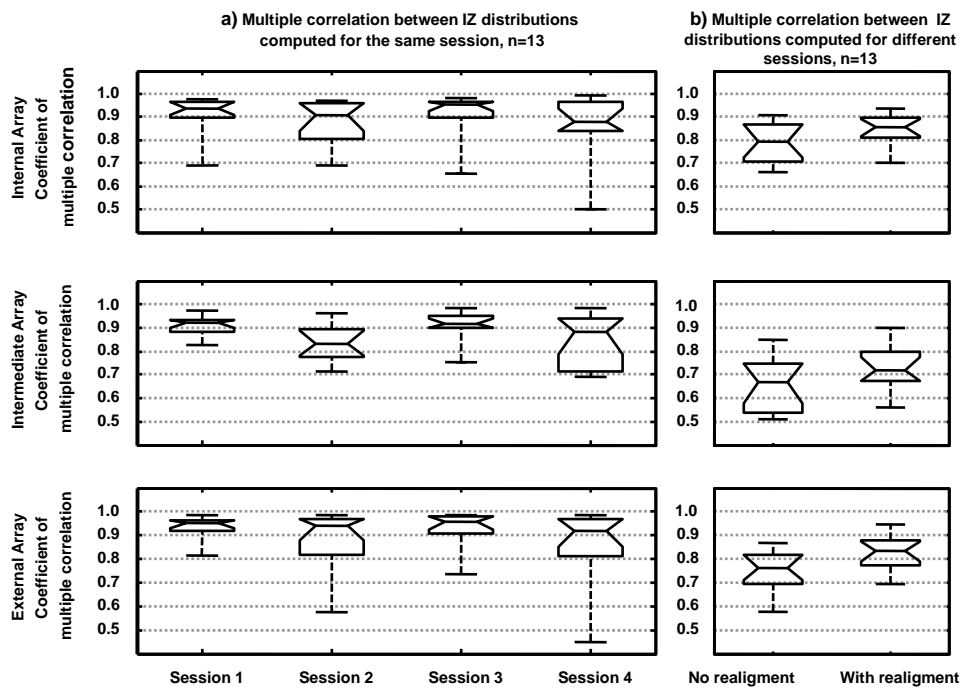 a) Multiple correlation between IZ distributions
computed for the same session, n=13
b) Multiple correlation between IZ
distributions computed for different
sessions, n=13
Internal Array
Coefficient of
multiple correlation
1.0
0.9
0.8
0.7
0.6
0.5
1.0
0.9
0.8
0.7
0.6
0.5
Intermediate Array
Coefficient of
multiple correlation
1.0
0.9
0.8
0.7
0.6
0.5
1.0
0.9
0.8
0.7
0.6
0.5
External Array
Coefficient of
multiple correlation
1.0
0.9
0.8
0.7
0.6
0.5
1.0
0.9
0.8
0.7
0.6
0.5
Session 1 Session 2 Session 3 Session 4
No realigment With realigment